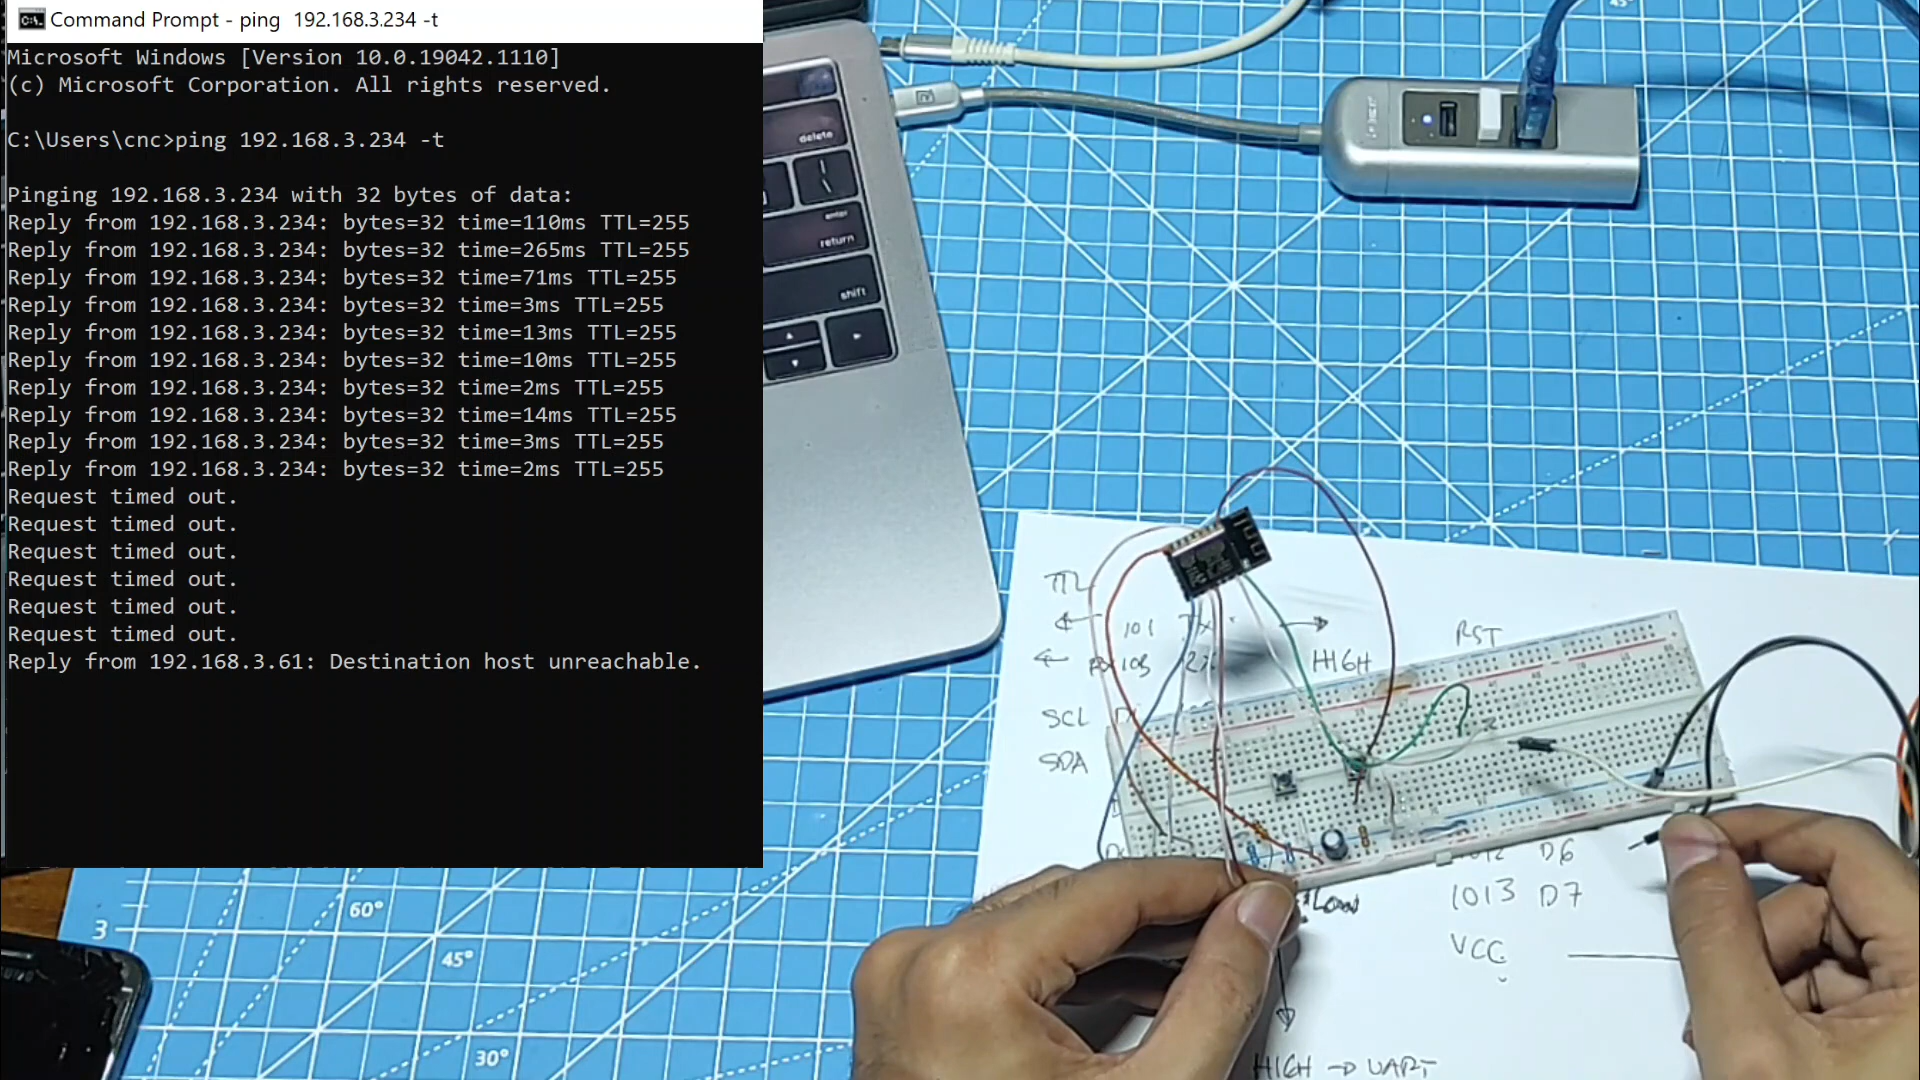 Command Prompt - ping 192.168.3.234 -t
Microsoft Windows [Version 10.0.19042.1110]
(c) Microsoft Corporation. All rights reserved.
C:\Users\cnc>ping 192.168.3.234 -t
Pinging 192.168.3.234 with 32 bytes of data:
Reply from 192.168.3.234: bytes=32 time=110ms TTL=255
Reply from 192.168.3.234: bytes=32 time=265ms TTL=255
Reply from 192.168.3.234: bytes=32 time=71ms TTL=255
Reply from 192.168.3.234: bytes=32 time=3ms TTL=255
Reply from 192.168.3.234: bytes=32 time=13ms TTL=255
Reply from 192.168.3.234: bytes=32 time=10ms TTL=255
Reply from 192.168.3.234: bytes=32 time=2ms TTL=255
Reply from 192.168.3.234: bytes=32 time=14ms TTL=255
Reply from 192.168.3.234: bytes=32 time=3ms TTL=255
Reply from 192.168.3.234: bytes=32 time=2ms TTL=255
Request timed out.
Request timed out.
Request timed out.
Request timed out.
Request timed out.
Request timed out.
Reply from 192.168.3.61: Destination host unreachable.
delete
enter
return
shift
45°
TTL
RST
HIGH
SCL
SDA
D6
1013 D7
VCC
Low
HIGH → UART
3
60°
45°
30°